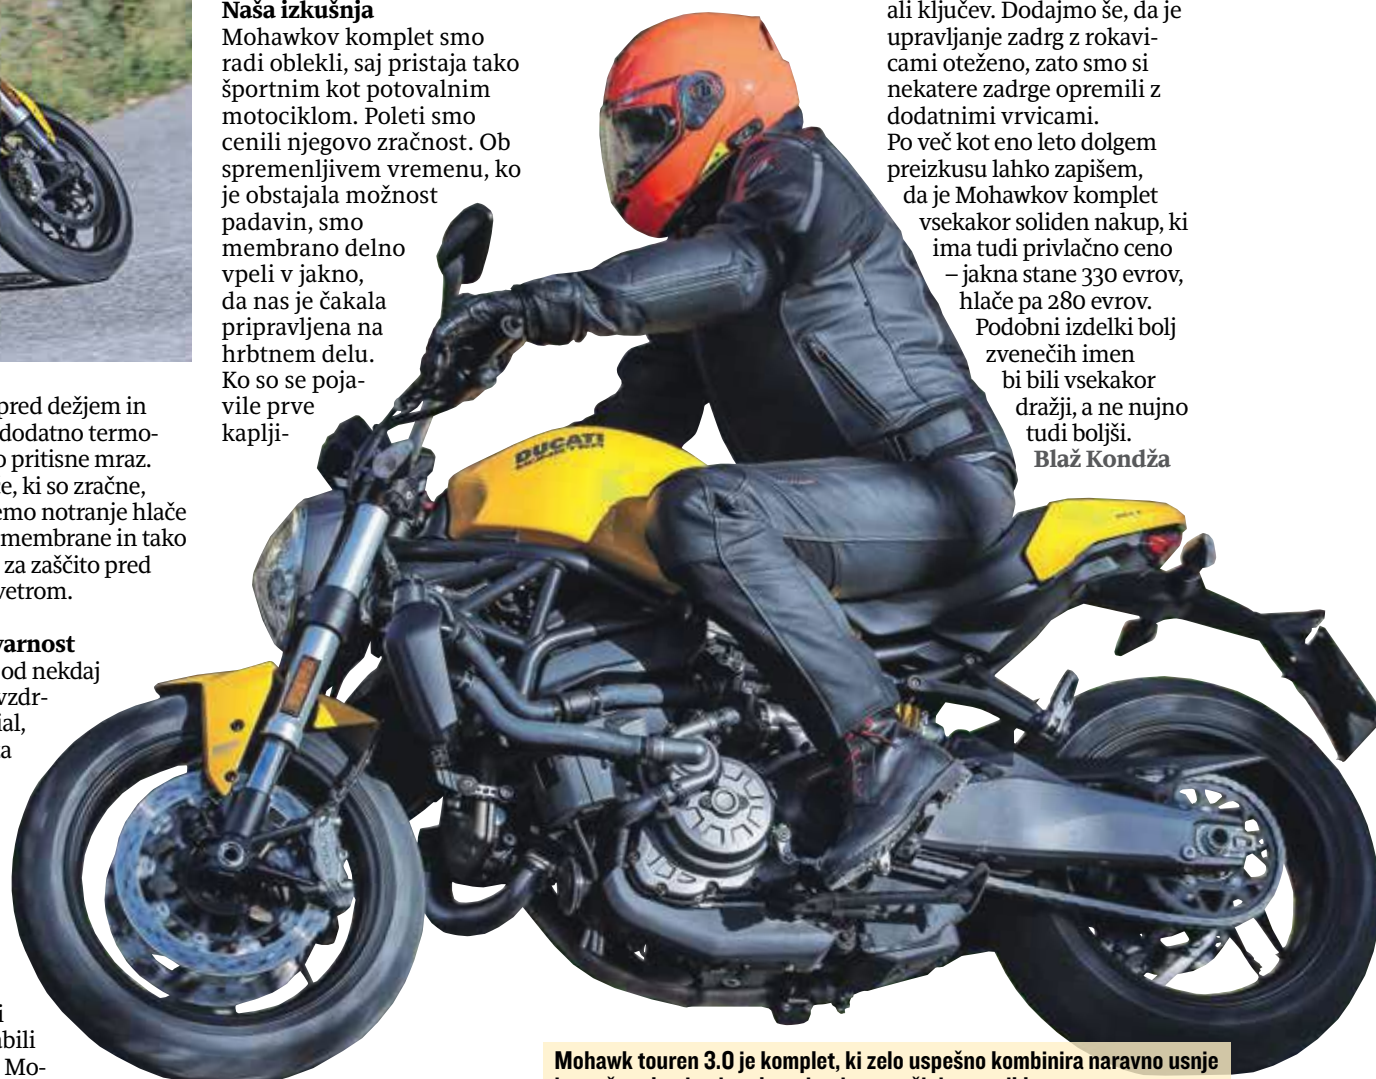 pred dežjem in
dodatno termo-
pritisne mraz.
ki so zračne,
notranje hlače
membrane in tako
za zaščito pred
vetrom.
varnost
od nekdaj
vzdr-
Mo-
Naša izkušnja
Mohawkov komplet smo
radi oblekli, saj pristaja tako
športnim kot potovalnim
motociklom. Poleti smo
cenili njegovo zračnost. Ob
spremenljivem vremenu, ko
je obstajala možnost
padavin, smo
membrano delno
vpeli v jakno,
da nas je čakala
pripravljena na
hrbtnem delu.
Ko so se poja-
vile prve
kaplji-
DUCATI
MONSTER
ali ključev. Dodajmo še, da je
upravljanje zadrg z rokavi-
cami oteženo, zato smo si
nekatere zadrge opremili z
dodatnimi vrvicami.
Po več kot eno leto dolgem
preizkusu lahko zapišem,
da je Mohawkov komplet
vsekakor soliden nakup, ki
ima tudi privlačno ceno
– jakna stane 330 evrov,
hlače pa 280 evrov.
Podobni izdelki bolj
zvenečih imen
bi bili vsekakor
dražji, a ne nujno
tudi boljši.
Blaž Kondža
Mohawk touren 3.0 je komplet, ki zelo uspešno kombinira naravno usnje